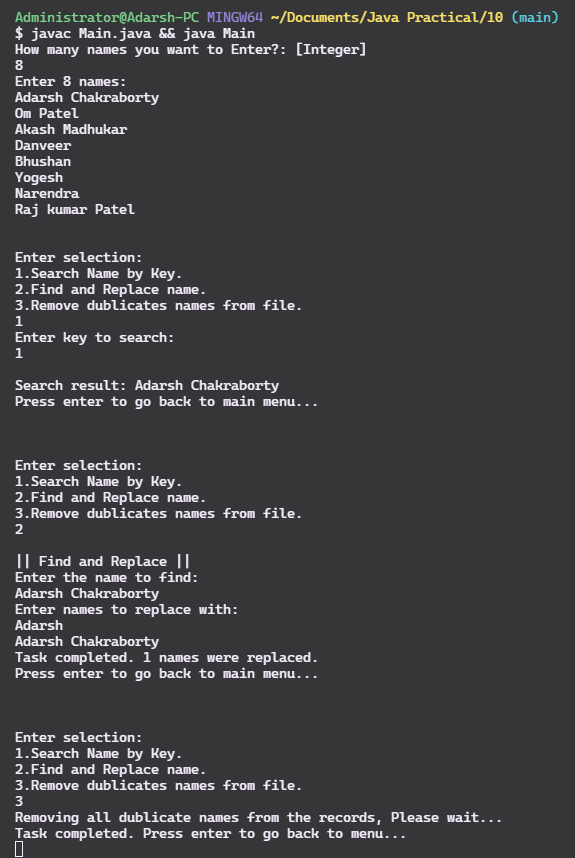 Administrator@Adarsh-PC MINGW64 ~/Documents/Java Practical/10 (main)
$ javac Main.java && java Main
How many names you want to Enter?: [Integer]
8
Enter 8 names:
Adarsh Chakraborty
Om Patel
Akash Madhukar
Danveer
Bhushan
Yogesh
Narendra
Raj kumar Patel
Enter selection:
1.Search Name by Key.
2.Find and Replace name.
3.Remove dublicates names from file.
1
Enter key to search:
1
Search result: Adarsh Chakraborty
Press enter to go back to main menu...
Enter selection:
1.Search Name by Key.
2.Find and Replace name.
3.Remove dublicates names from file.
2
|| Find and Replace ||
Enter the name to find:
Adarsh Chakraborty
Enter names to replace with:
Adarsh
Adarsh Chakraborty
Task completed. 1 names were replaced.
Press enter to go back to main menu...
Enter selection:
1.Search Name by Key.
2.Find and Replace name.
3.Remove dublicates names from file.
3
Removing all dublicate names from the records, Please wait...
Task completed. Press enter to go back to menu...